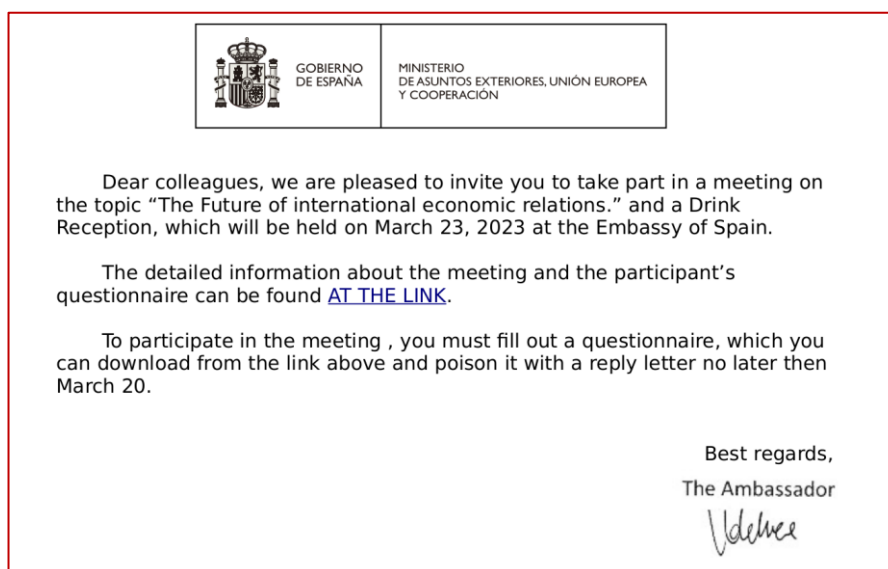 GOBIERNO
DE ESPAÑA
MINISTERIO
DE ASUNTOS EXTERIORES, UNIÓN EUROPEA
Y COOPERACIÓN
Dear colleagues, we are pleased to invite you to take part in a meeting on
the topic “The Future of international economic relations.” and a Drink
Reception, which will be held on March 23, 2023 at the Embassy of Spain.
The detailed information about the meeting and the participant’s
questionnaire can be found AT THE LINK.
To participate in the meeting , you must fill out a questionnaire, which you
can download from the link above and poison it with a reply letter no later then
March 20.
Best regards,
The Ambassador